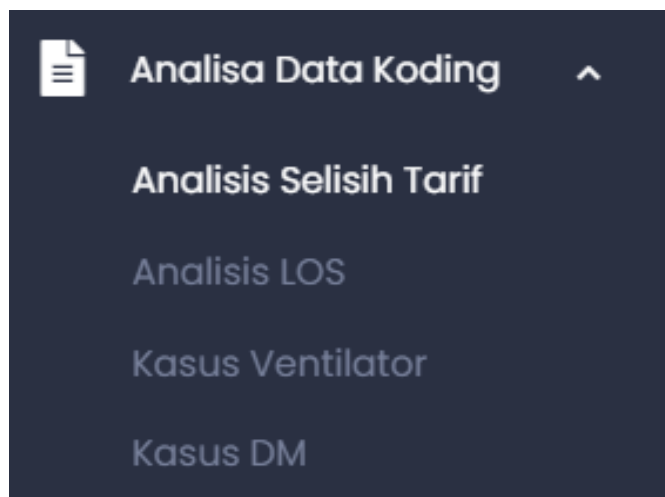 Analisa Data Koding
Analisis Selisih Tarif
Analisis LOS
Kasus Ventilator
Kasus DM